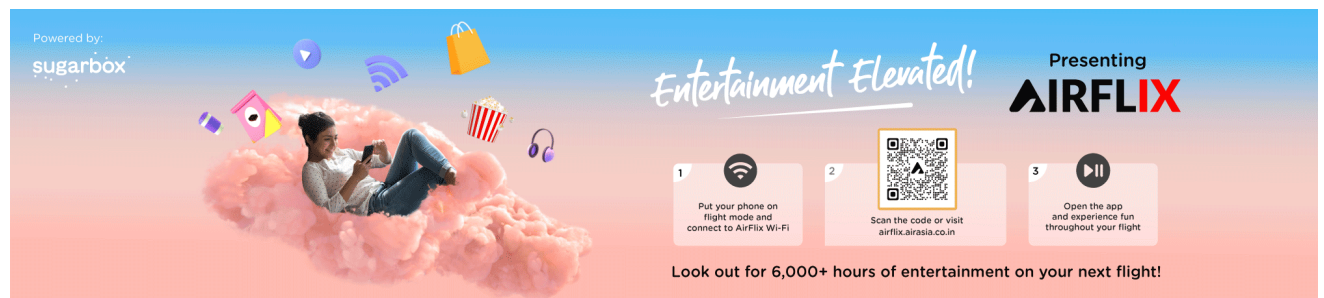 Powered by:
sugarbox
Entertainment Elevated!
Presenting
AIRFLIX
1
Put your phone on
flight mode and
connect to AirFlix Wi-Fi
2
Scan the code or visit
airflix.airasia.co.in
3
Open the app
and experience fun
throughout your flight
Look out for 6,000+ hours of entertainment on your next flight!